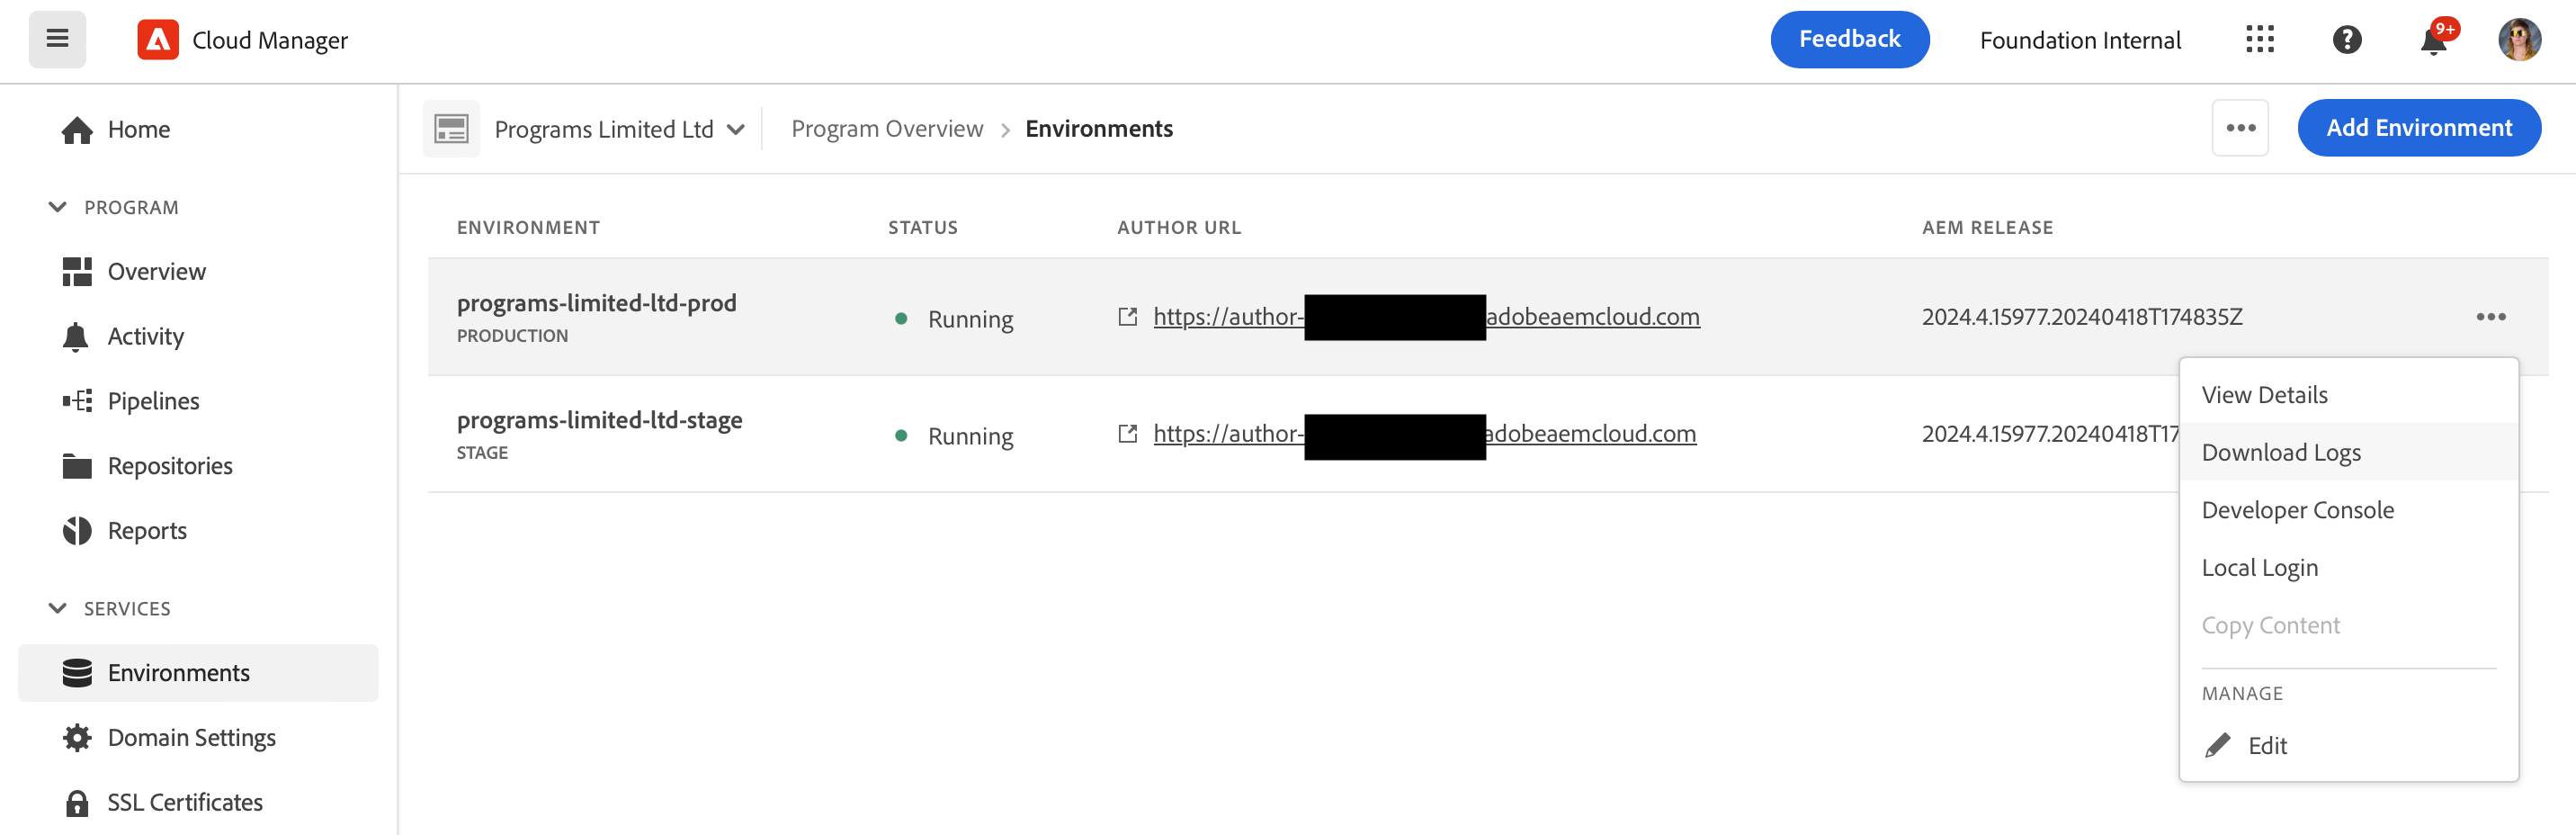 Cloud Manager
Feedback
Foundation Internal
9+
Home
PROGRAM
Overview
Activity
Pipelines
Repositories
Reports
SERVICES
Environments
Domain Settings
SSL Certificates
Programs Limited Ltd
Program Overview > Environments
Add Environment
ENVIRONMENT STATUS AUTHOR URL AEM RELEASE
programs-limited-ltd-prod
PRODUCTION
Running
https://author- adobeaemcloud.com
2024.4.15977.20240418T174835Z
programs-limited-ltd-stage
STAGE
Running
https://author- adobeaemcloud.com
2024.4.15977.20240418T17
View Details
Download Logs
Developer Console
Local Login
Copy Content
MANAGE
Edit